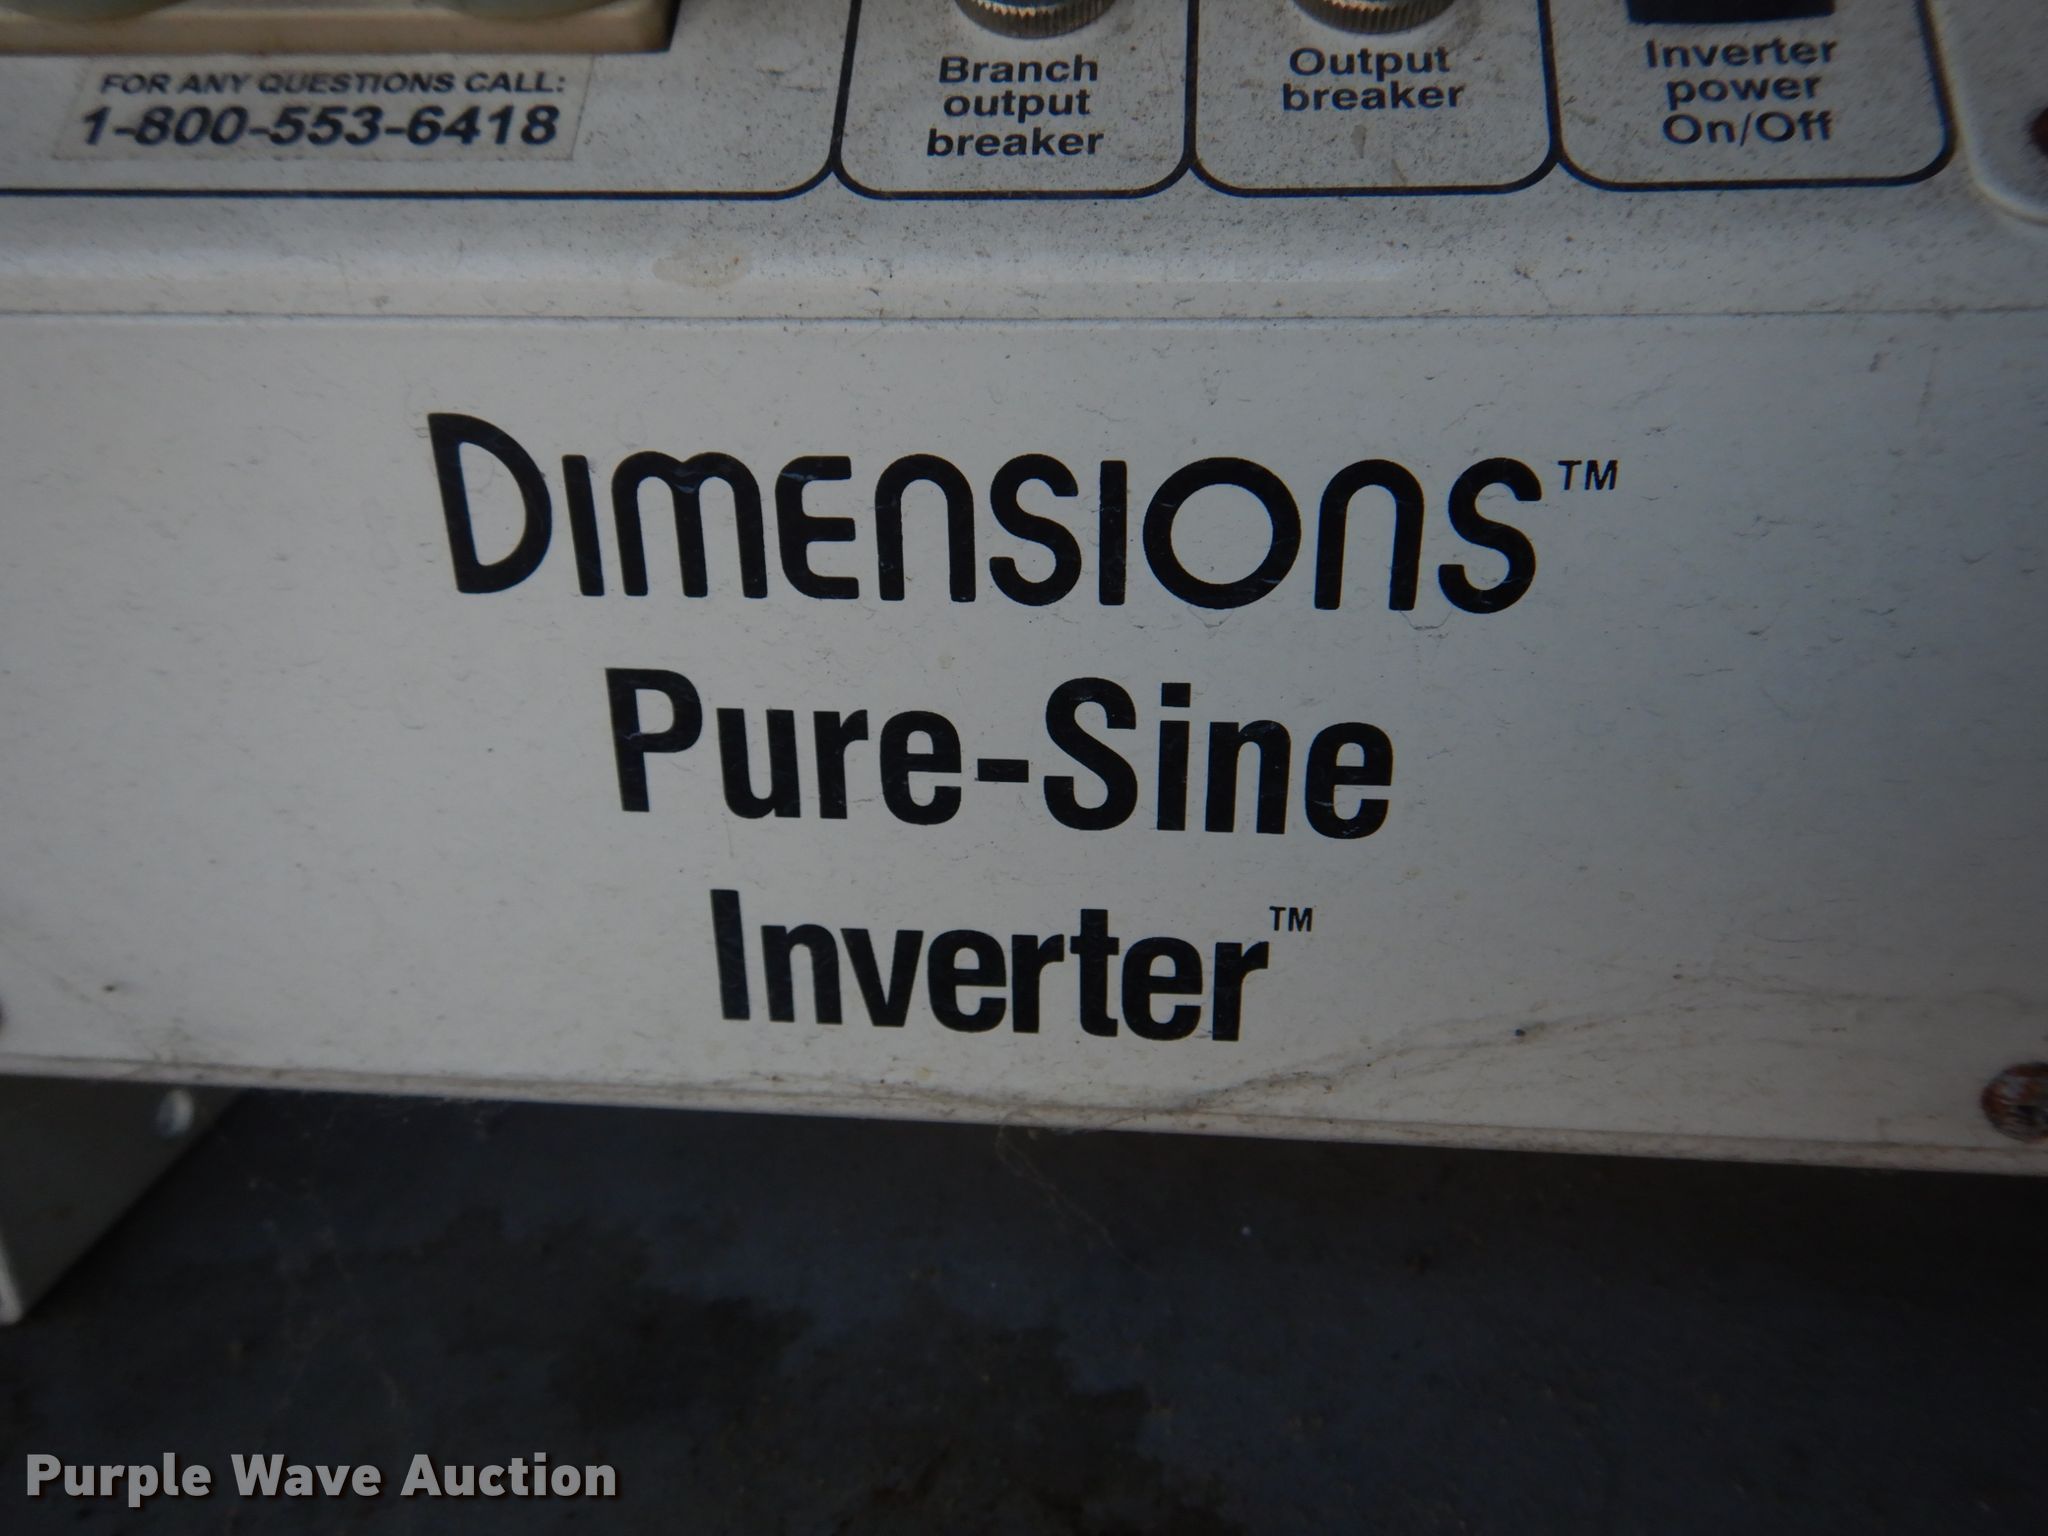 FOR ANY QUESTIONS CALL:
1-800-553-6418
Branch
output
breaker
Output
breaker
Inverter
power
On/Off
DIMENSIONS™
Pure-Sine
Inverter™
Purple Wave Auction